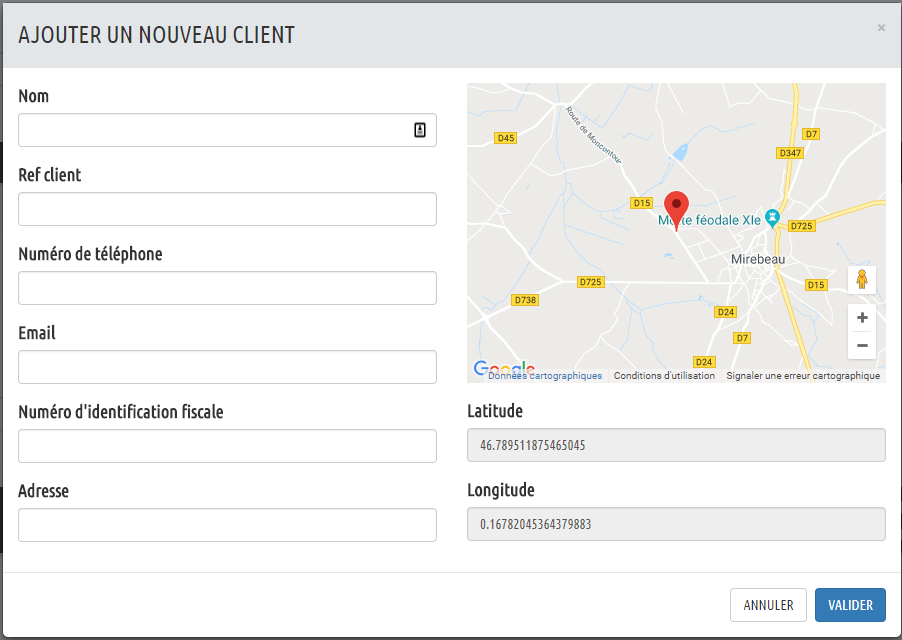 AJOUTER UN NOUVEAU CLIENT
×
Nom
Ref client
Numéro de téléphone
Email
Numéro d'identification fiscale
Adresse
D45
Route de Moncontour
D7
D347
D15
Motte féodale XIe
D725
Mirebeau
D725
D15
D738
D24
D7
D24
Google
Données cartographiques
Conditions d'utilisation
Signaler une erreur cartographique
+
−
Latitude
46.789511875465045
Longitude
0.16782045364379883
ANNULER
VALIDER